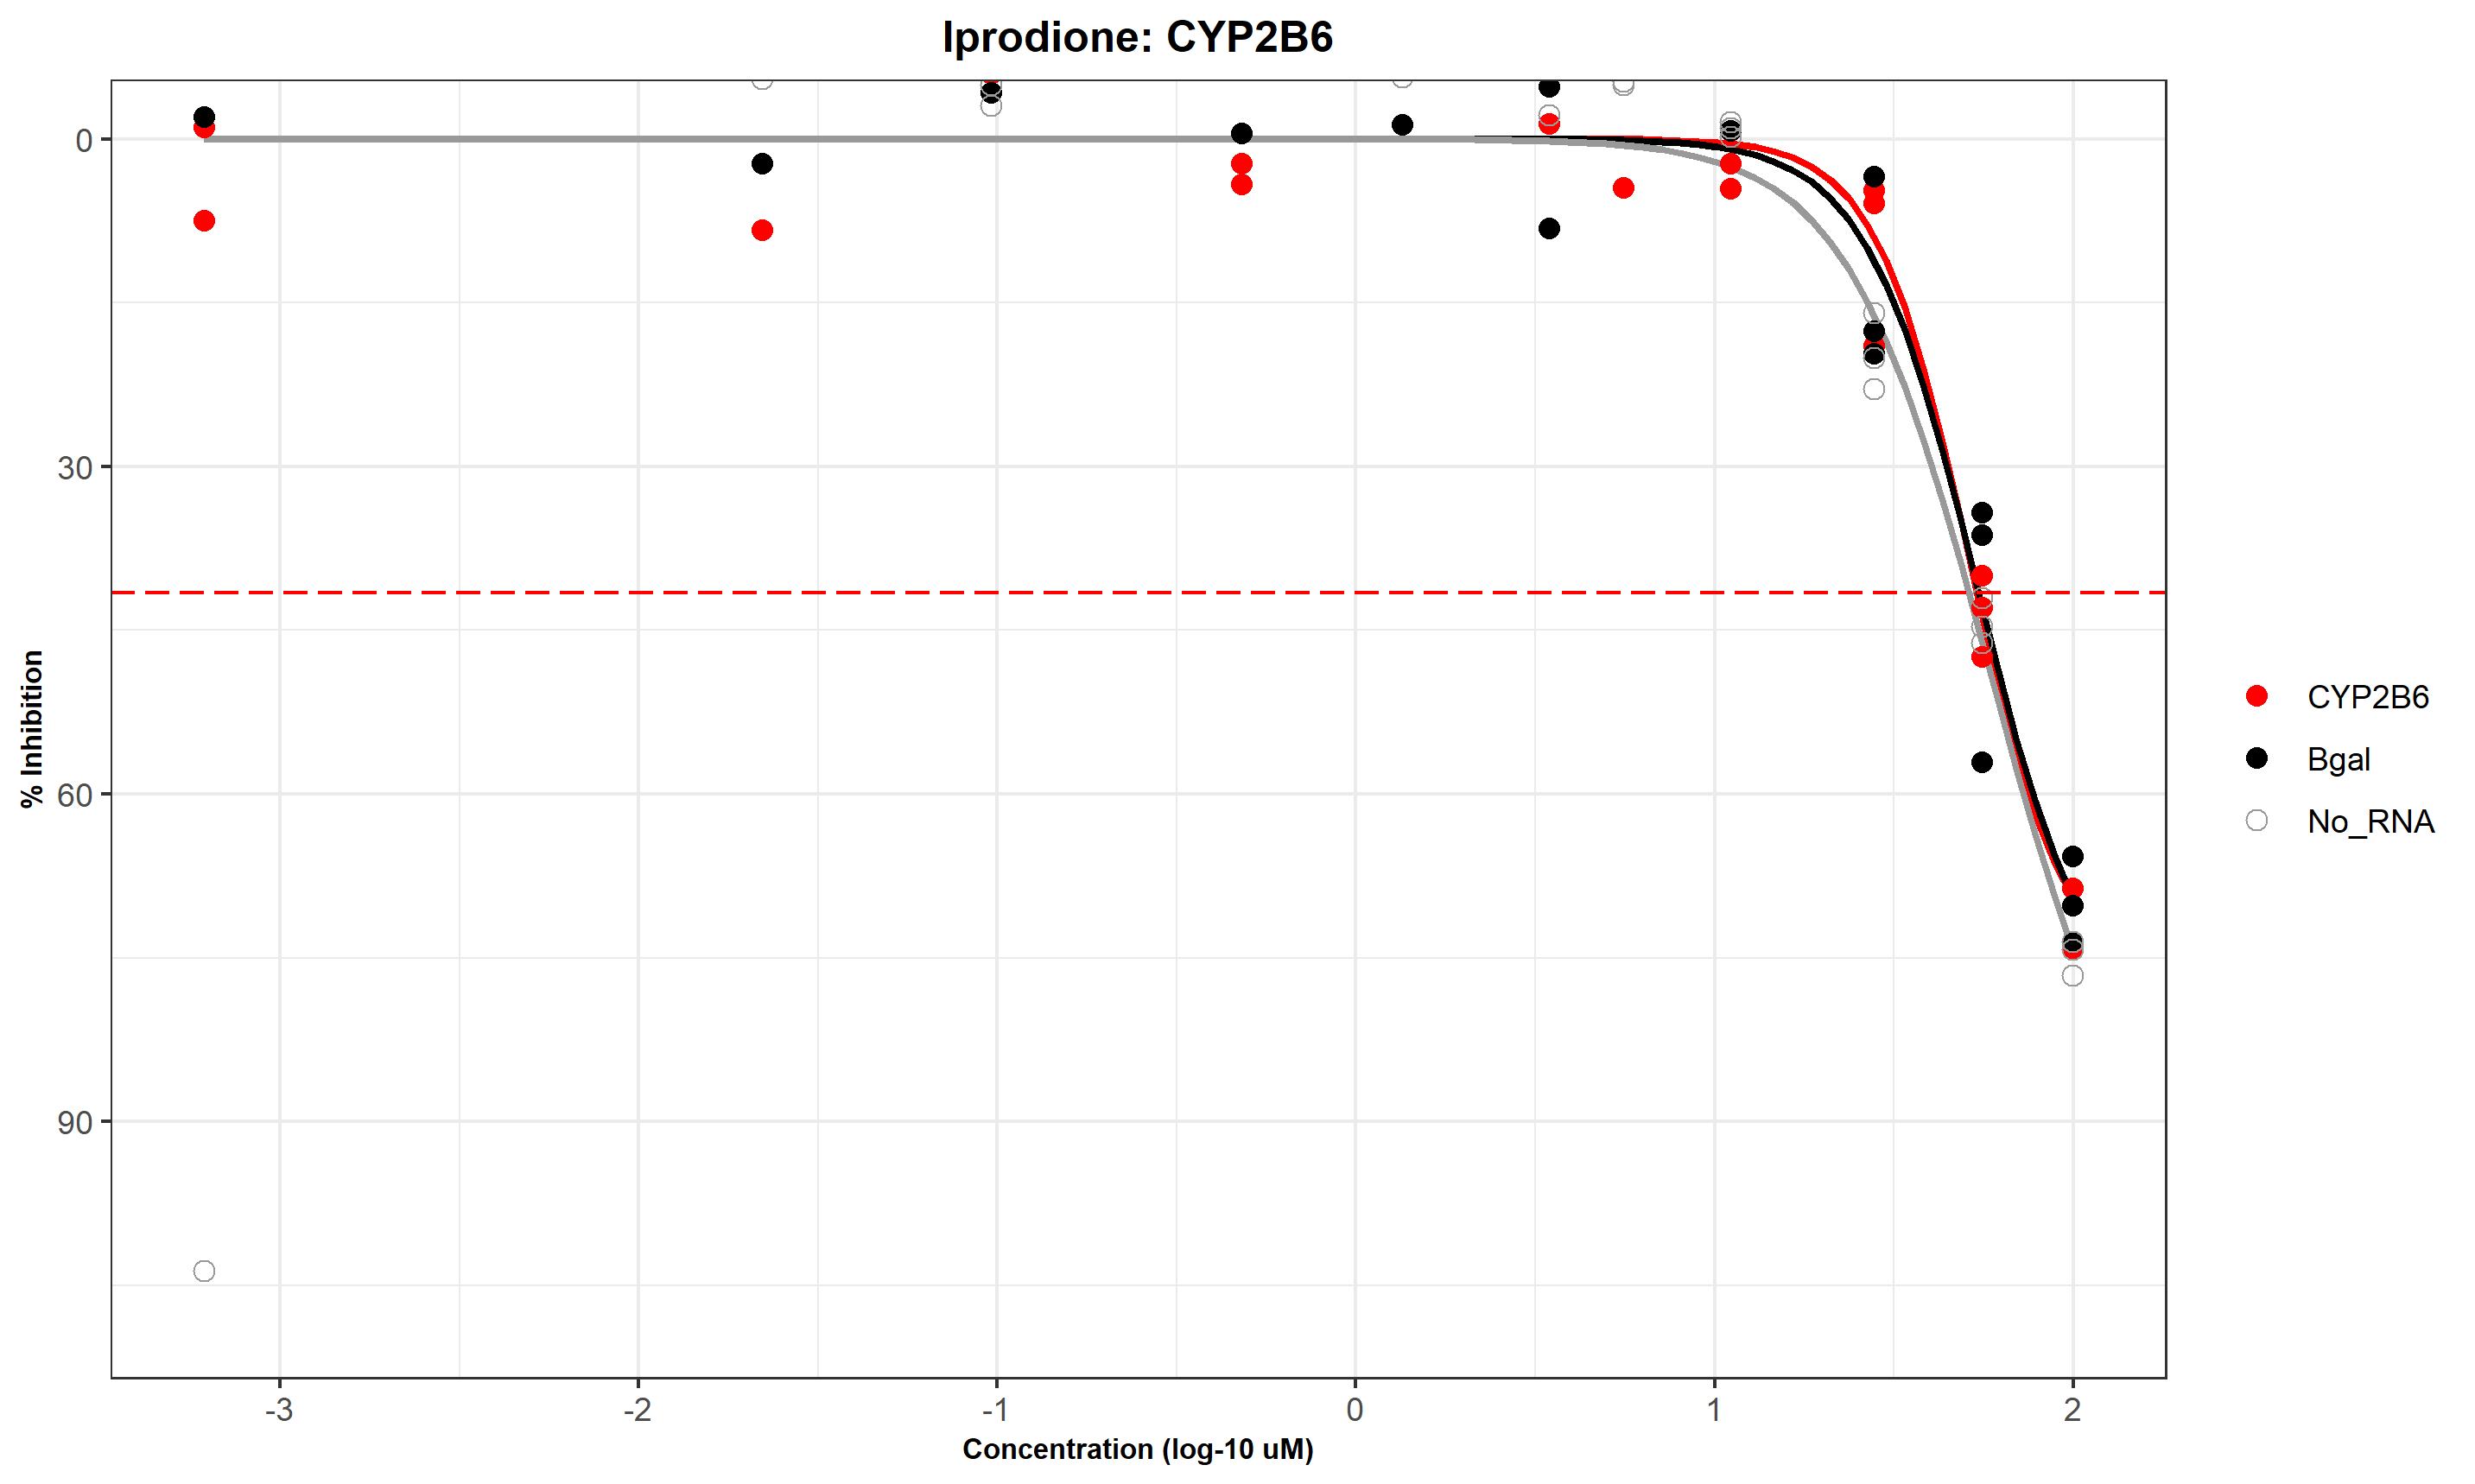 Iprodione: CYP2B6
% Inhibition
0
30
60
90
-3
-2
-1
0
1
2
Concentration (log-10 uM)
CYP2B6
Bgal
No_RNA